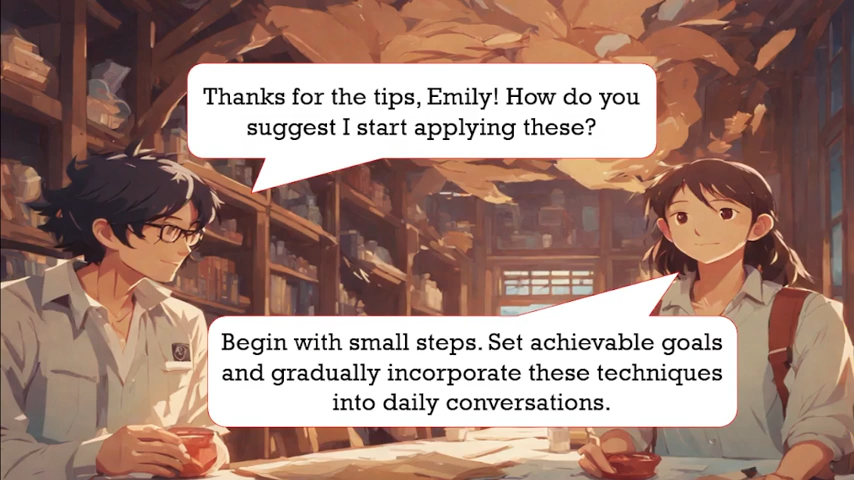 Thanks for the tips, Emily! How do you
suggest I start applying these?
Begin with small steps. Set achievable goals
and gradually incorporate these techniques
into daily conversations.